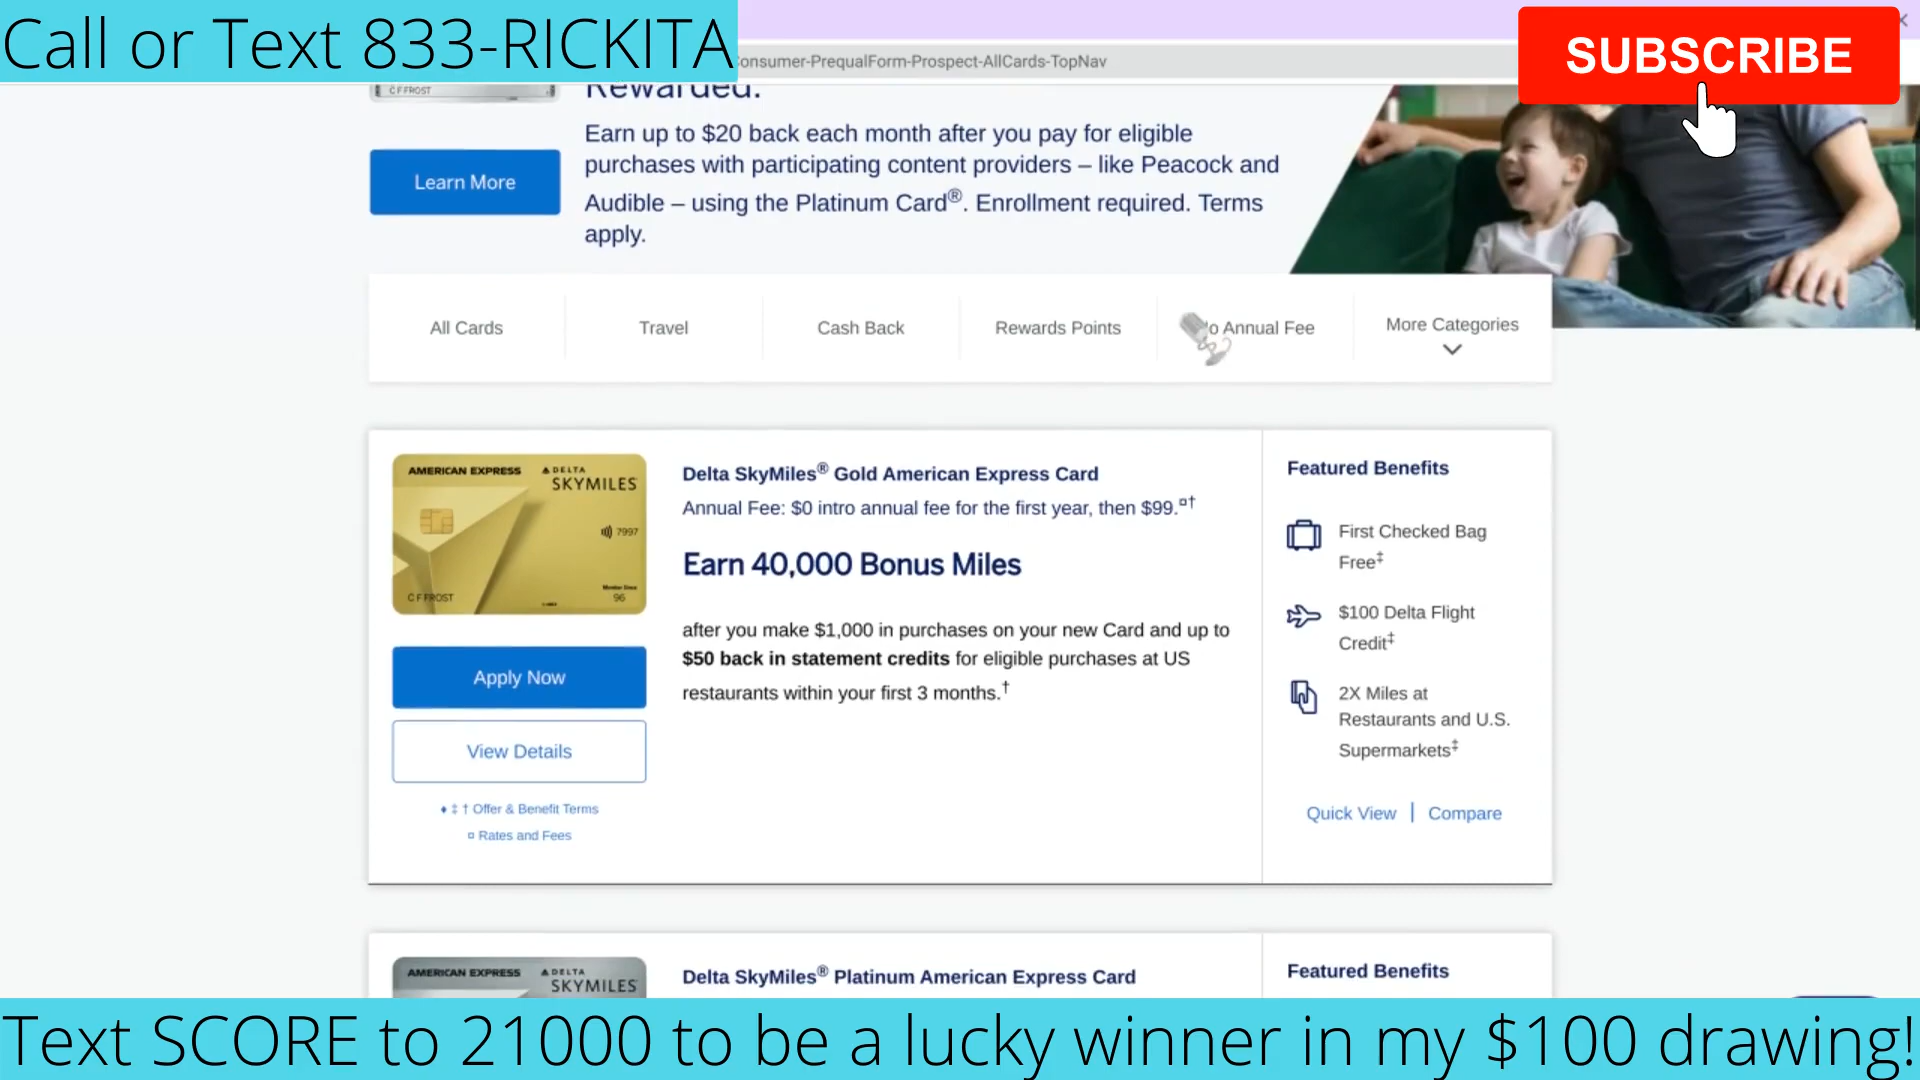 Call or Text 833-RICKITA
SUBSCRIBE
onsumer-PrequalForm-Prospect-AllCards-TopNav
C F FROST
Rewarded.
Earn up to $20 back each month after you pay for eligible
purchases with participating content providers – like Peacock and
Audible – using the Platinum Card®. Enrollment required. Terms
apply.
Learn More
All Cards
Travel
Cash Back
Rewards Points
o Annual Fee
More Categories
AMERICAN EXPRESS
DELTA
SKYMILES
7997
Member Since
96
C F FROST
Delta SkyMiles® Gold American Express Card
Annual Fee: $0 intro annual fee for the first year, then $99.¤†
Earn 40,000 Bonus Miles
after you make $1,000 in purchases on your new Card and up to
$50 back in statement credits for eligible purchases at US
restaurants within your first 3 months.†
Apply Now
View Details
♦ ‡ † Offer & Benefit Terms
¤ Rates and Fees
Featured Benefits
First Checked Bag
Free‡
$100 Delta Flight
Credit‡
2X Miles at
Restaurants and U.S.
Supermarkets‡
Quick View | Compare
AMERICAN EXPRESS
DELTA
SKYMILES
Delta SkyMiles® Platinum American Express Card
Featured Benefits
Text SCORE to 21000 to be a lucky winner in my $100 drawing!